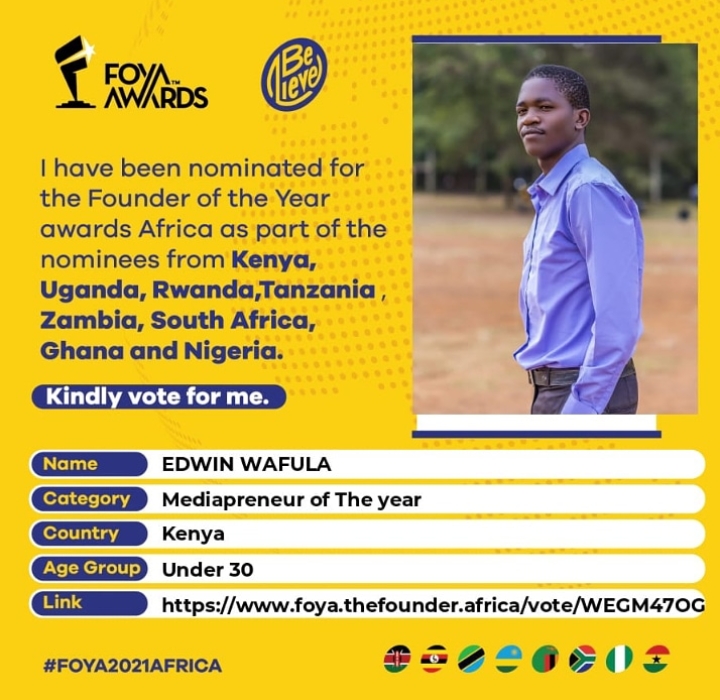 FOYA™
AWARDS
Be
lieve
I have been nominated for
the Founder of the Year
awards Africa as part of the
nominees from Kenya,
Uganda, Rwanda,Tanzania ,
Zambia, South Africa,
Ghana and Nigeria.
Kindly vote for me.
Name EDWIN WAFULA
Category Mediapreneur of The year
Country Kenya
Age Group Under 30
Link https://www.foya.thefounder.africa/vote/WEGM47OG
#FOYA2021AFRICA